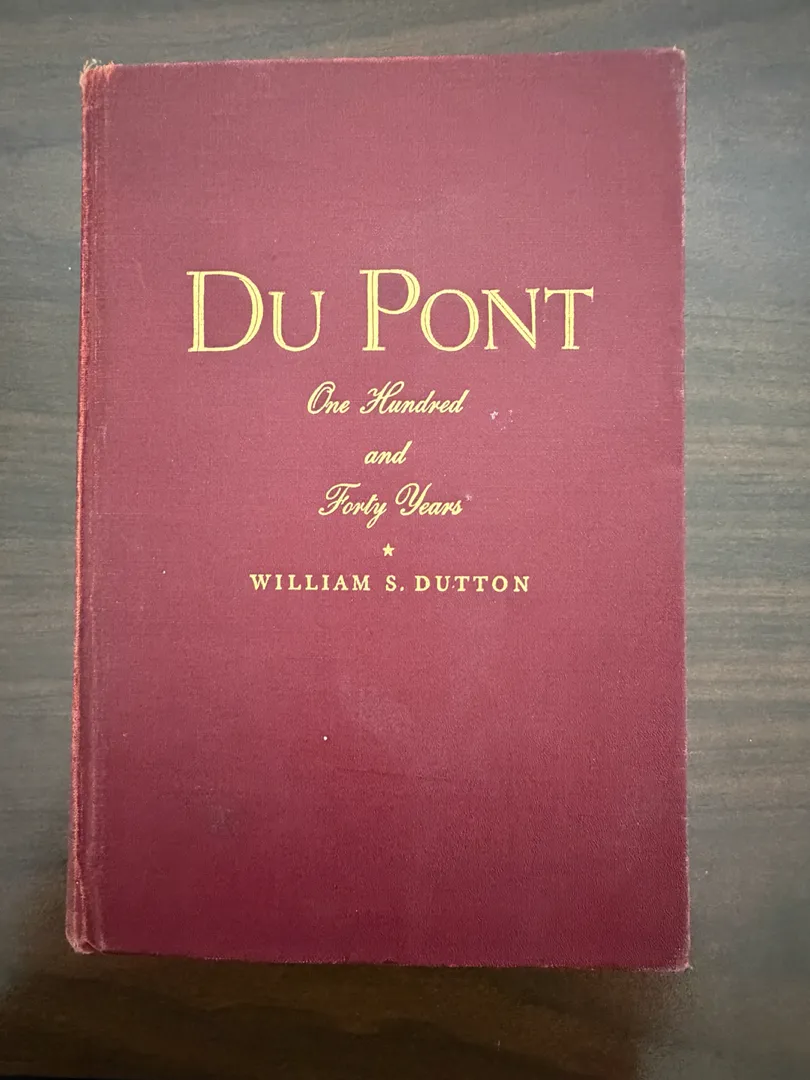 DU PONT
One Hundred
and
Forty Years
WILLIAM S. DUTTON